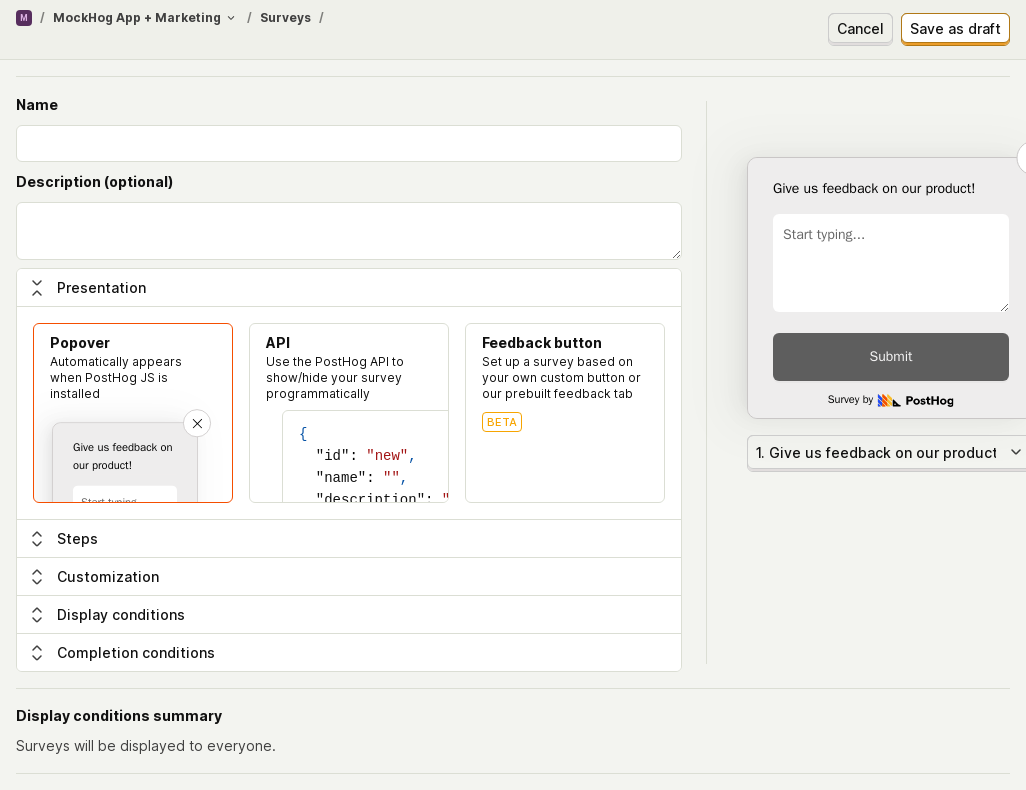 M / MockHog App + Marketing / Surveys /
Cancel
Save as draft
Name
Description (optional)
Presentation
Popover
Automatically appears
when PostHog JS is
installed
Give us feedback on
our product!
Start typing
API
Use the PostHog API to
show/hide your survey
programmatically
{
"id": "new",
"name": "",
"description": "
Feedback button
Set up a survey based on
your own custom button or
our prebuilt feedback tab
BETA
Steps
Customization
Display conditions
Completion conditions
Give us feedback on our product!
Start typing...
Submit
Survey by PostHog
1. Give us feedback on our product
Display conditions summary
Surveys will be displayed to everyone.